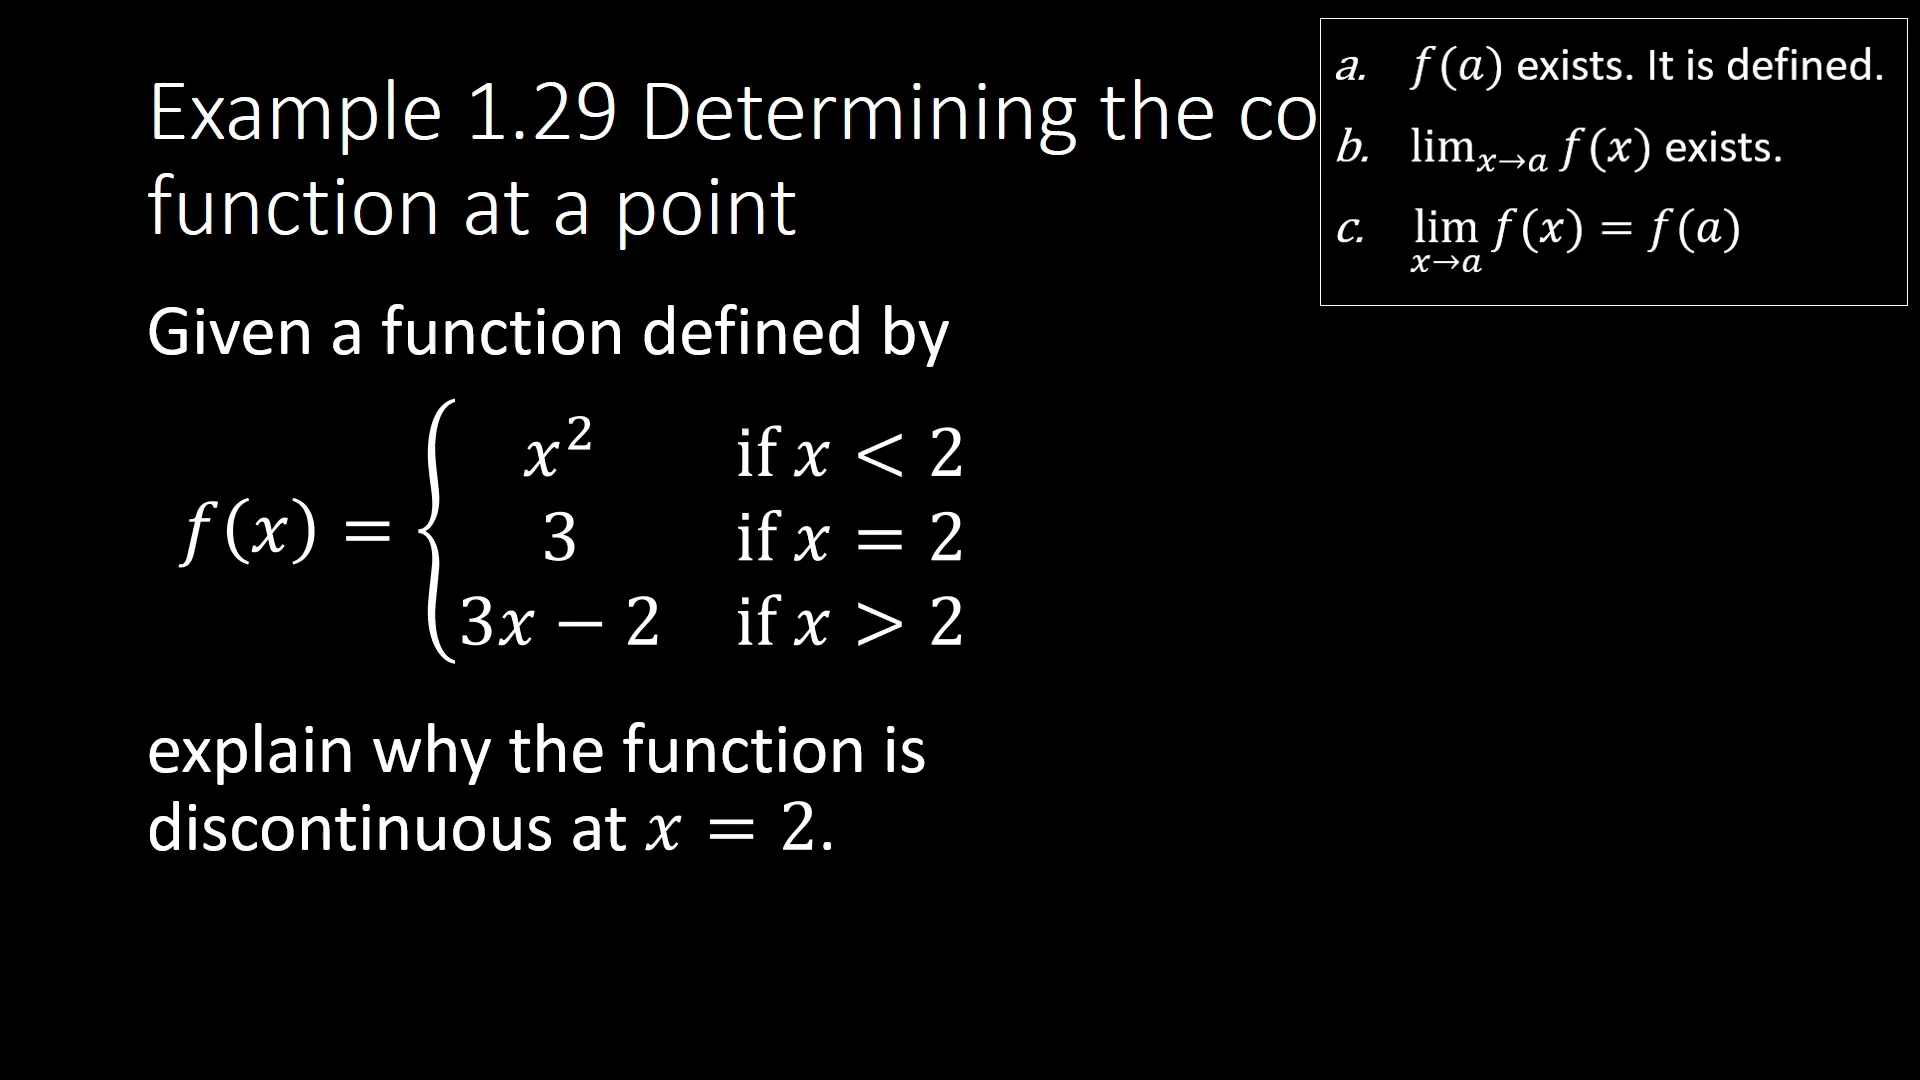 Example 1.29 Determining the co
function at a point
a. f(a) exists. It is defined.
b. lim_{x→a} f(x) exists.
c. lim_{x→a} f(x) = f(a)
Given a function defined by
f(x) = { x² if x < 2
3 if x = 2
3x − 2 if x > 2
explain why the function is
discontinuous at x = 2.